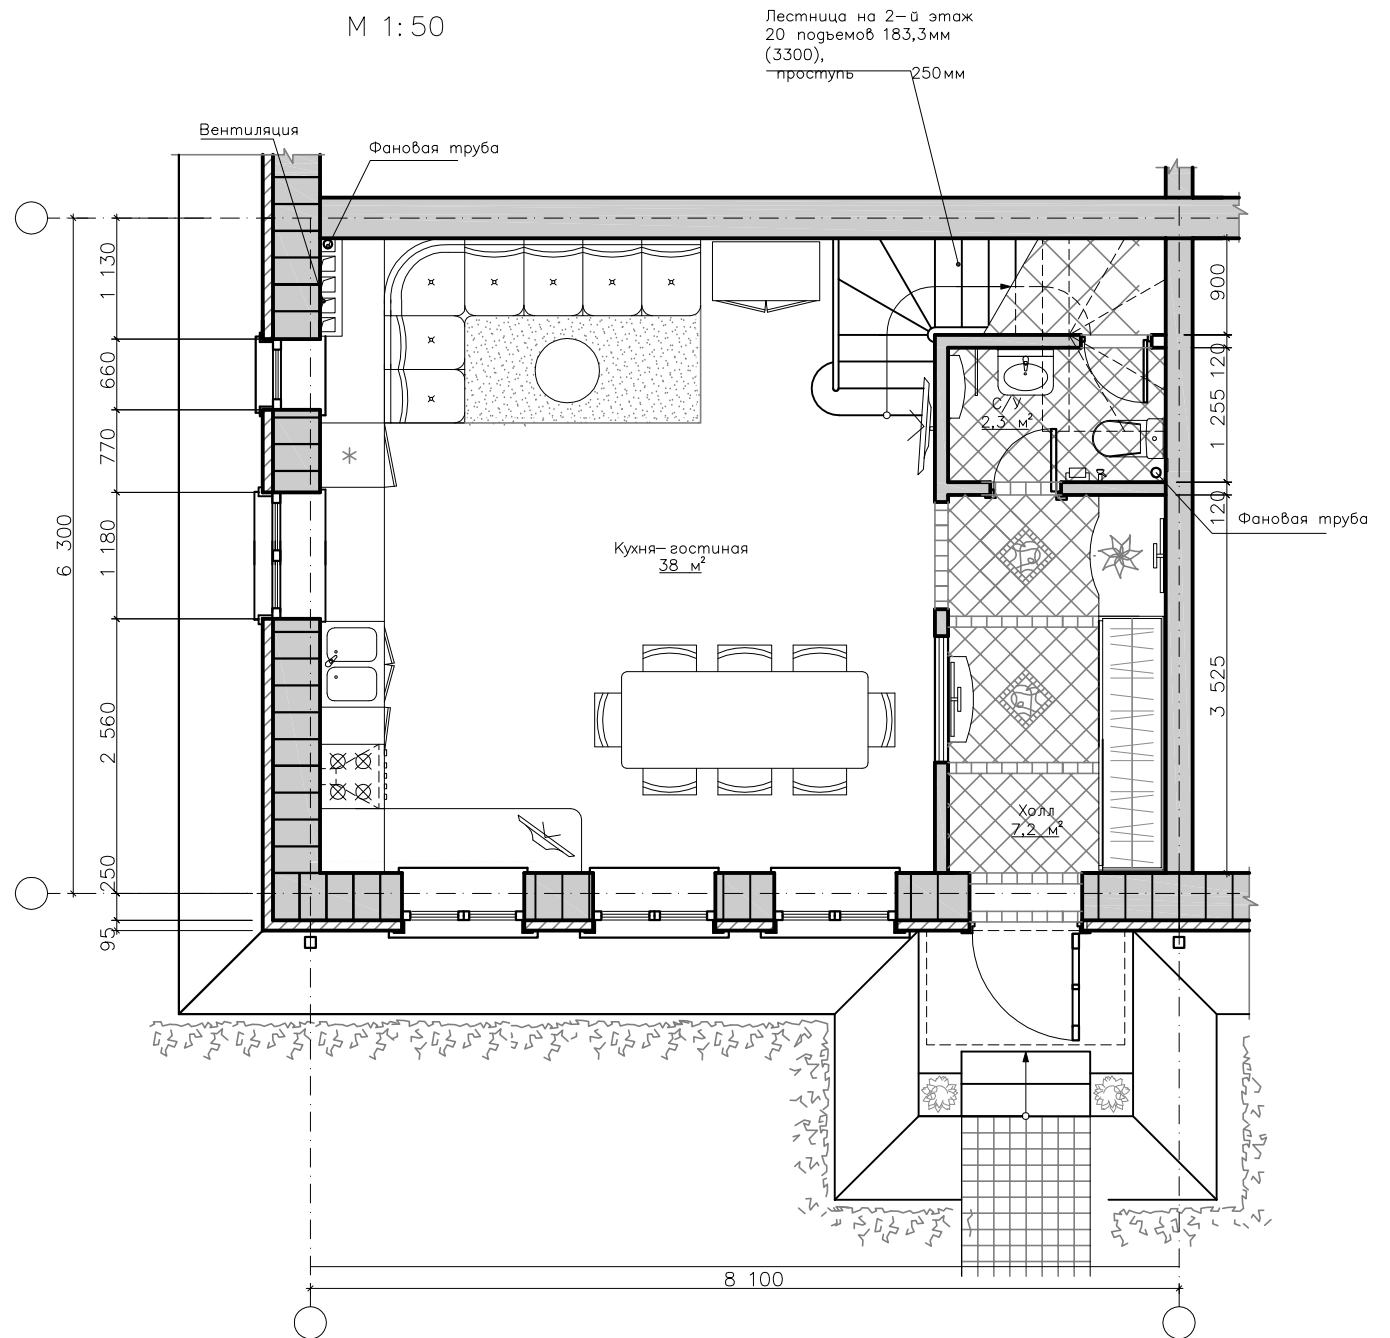 М 1:50
Лестница на 2-й этаж
20 подъемов 183,3мм
(3300),
проступь 250мм
Вентиляция
Фановая труба
1 130
660
770
1 180
6 300
2 560
250
95
900
120
1 255
120
3 525
С/У
2,3 м²
Фановая труба
Кухня-гостиная
38 м²
Холл
7,2 м²
8 100